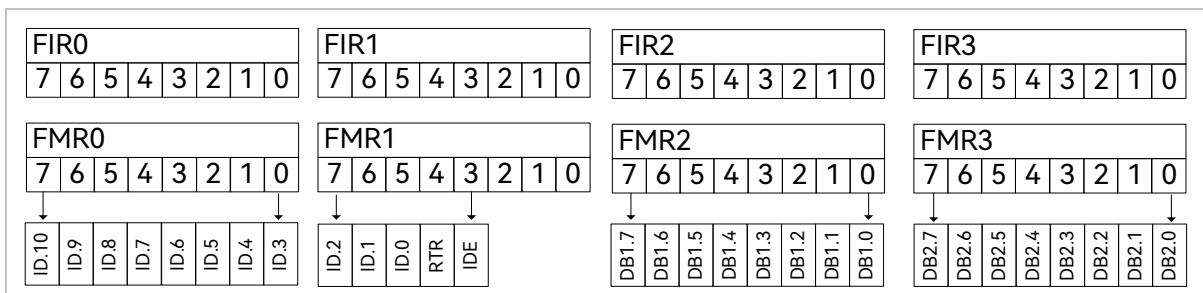 FIR0 FIR1 FIR2 FIR3
7 6 5 4 3 2 1 0 7 6 5 4 3 2 1 0 7 6 5 4 3 2 1 0 7 6 5 4 3 2 1 0
FMR0 FMR1 FMR2 FMR3
7 6 5 4 3 2 1 0 7 6 5 4 3 2 1 0 7 6 5 4 3 2 1 0 7 6 5 4 3 2 1 0
ID.10 ID.9 ID.8 ID.7 ID.6 ID.5 ID.4 ID.3 ID.2 ID.1 ID.0 RTR IDE DB1.7 DB1.6 DB1.5 DB1.4 DB1.3 DB1.2 DB1.1 DB1.0 DB2.7 DB2.6 DB2.5 DB2.4 DB2.3 DB2.2 DB2.1 DB2.0